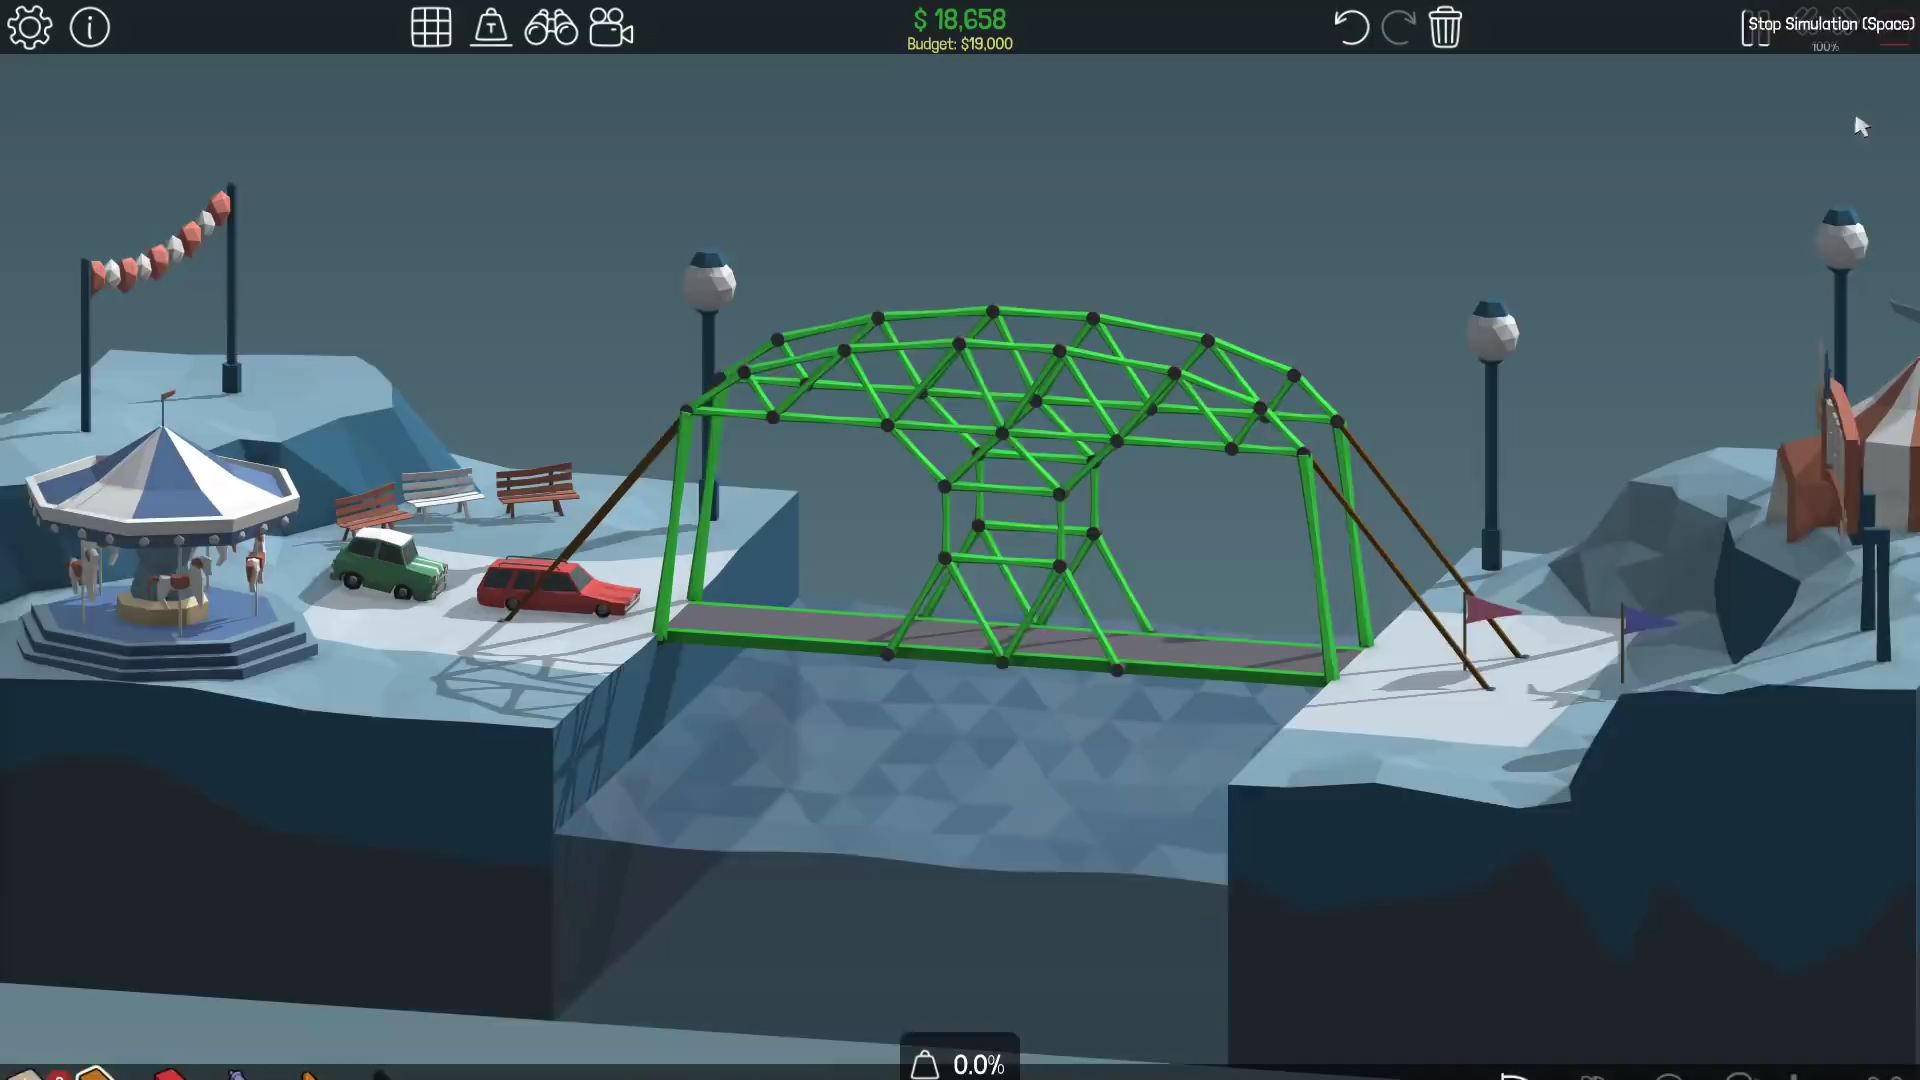 $ 18,658
Budget: $19,000
Stop Simulation (Space)
100%
T
0.0%